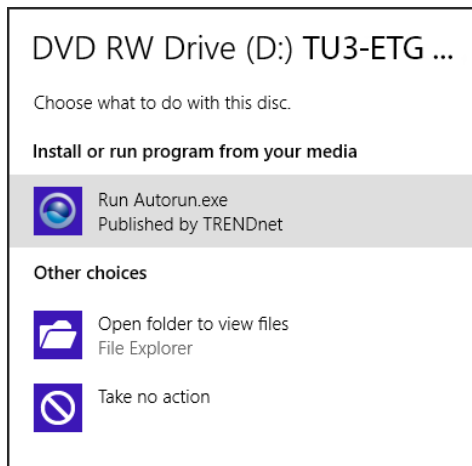 DVD RW Drive (D:) TU3-ETG ...
Choose what to do with this disc.
Install or run program from your media
Run Autorun.exe
Published by TRENDnet
Other choices
Open folder to view files
File Explorer
Take no action